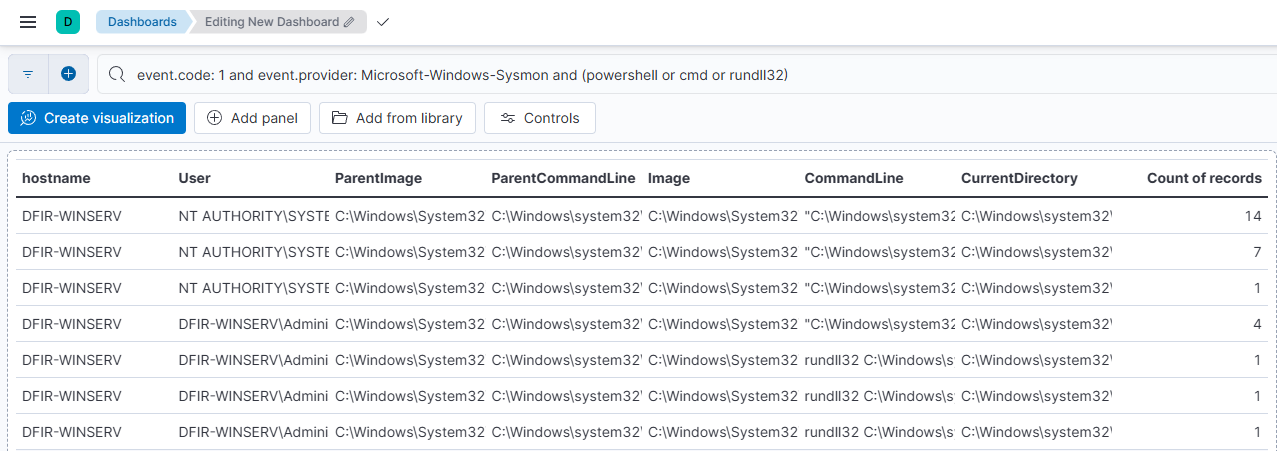 D Dashboards Editing New Dashboard
event.code: 1 and event.provider: Microsoft-Windows-Sysmon and (powershell or cmd or rundll32)
Create visualization Add panel Add from library Controls
hostname User ParentImage ParentCommandLine Image CommandLine CurrentDirectory Count of records
DFIR-WINSERV NT AUTHORITY\SYSTE C:\Windows\System32 C:\Windows\system32\ C:\Windows\System32 "C:\Windows\system32 C:\Windows\system32\ 14
DFIR-WINSERV NT AUTHORITY\SYSTE C:\Windows\System32 C:\Windows\system32\ C:\Windows\System32 "C:\Windows\system32 C:\Windows\system32\ 7
DFIR-WINSERV NT AUTHORITY\SYSTE C:\Windows\System32 C:\Windows\system32\ C:\Windows\System32 "C:\Windows\system32 C:\Windows\system32\ 1
DFIR-WINSERV DFIR-WINSERV\Admini C:\Windows\System32 C:\Windows\system32\ C:\Windows\System32 "C:\Windows\system32 C:\Windows\system32\ 4
DFIR-WINSERV DFIR-WINSERV\Admini C:\Windows\System32 C:\Windows\system32\ C:\Windows\System32 rundll32 C:\Windows\s C:\Windows\system32\ 1
DFIR-WINSERV DFIR-WINSERV\Admini C:\Windows\System32 C:\Windows\system32\ C:\Windows\System32 rundll32 C:\Windows\s C:\Windows\system32\ 1
DFIR-WINSERV DFIR-WINSERV\Admini C:\Windows\System32 C:\Windows\system32\ C:\Windows\System32 rundll32 C:\Windows\s C:\Windows\system32\ 1